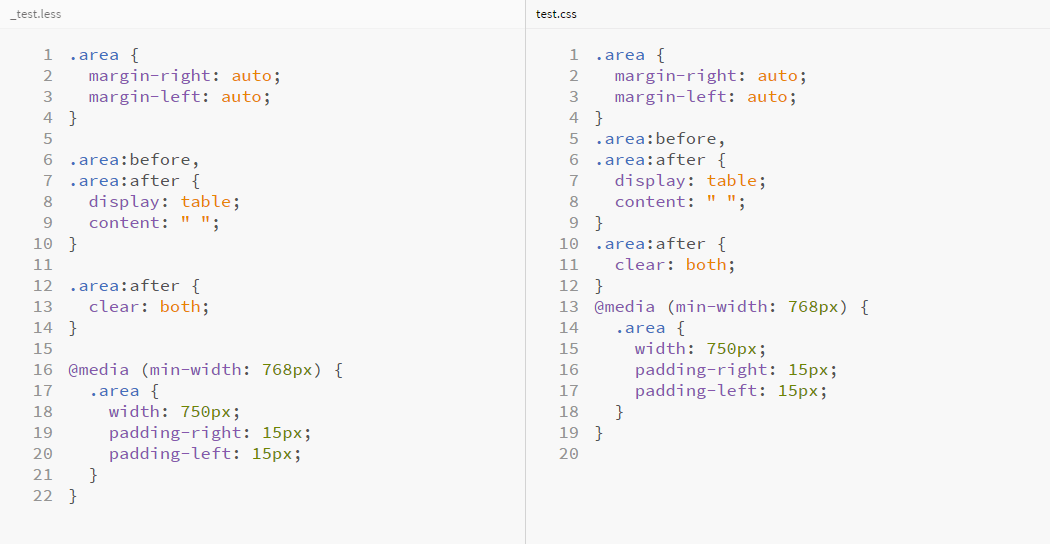 _test.less
1 .area {
2   margin-right: auto;
3   margin-left: auto;
4 }
5
6 .area:before,
7 .area:after {
8   display: table;
9   content: " ";
10 }
11
12 .area:after {
13   clear: both;
14 }
15
16 @media (min-width: 768px) {
17   .area {
18     width: 750px;
19     padding-right: 15px;
20     padding-left: 15px;
21   }
22 }
test.css
1 .area {
2   margin-right: auto;
3   margin-left: auto;
4 }
5 .area:before,
6 .area:after {
7   display: table;
8   content: " ";
9 }
10 .area:after {
11   clear: both;
12 }
13 @media (min-width: 768px) {
14   .area {
15     width: 750px;
16     padding-right: 15px;
17     padding-left: 15px;
18   }
19 }
20